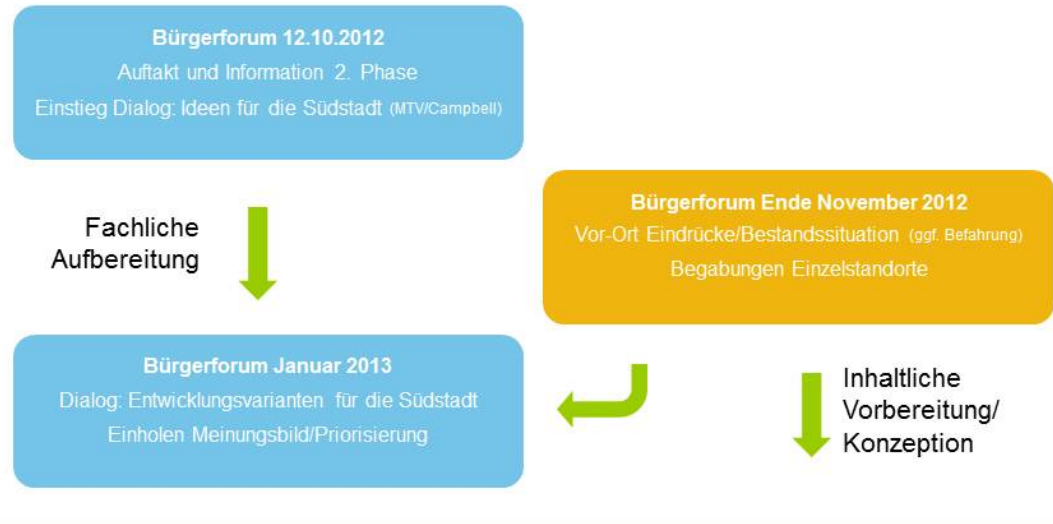 Bürgerforum 12.10.2012
Auftakt und Information 2. Phase
Einstieg Dialog: Ideen für die Südstadt (MTV/Campbell)
Fachliche
Aufbereitung
Bürgerforum Ende November 2012
Vor-Ort Eindrücke/Bestandssituation (ggf. Befahrung)
Begabungen Einzelstandorte
Bürgerforum Januar 2013
Dialog: Entwicklungsvarianten für die Südstadt
Einholen Meinungsbild/Priorisierung
Inhaltliche
Vorbereitung/
Konzeption